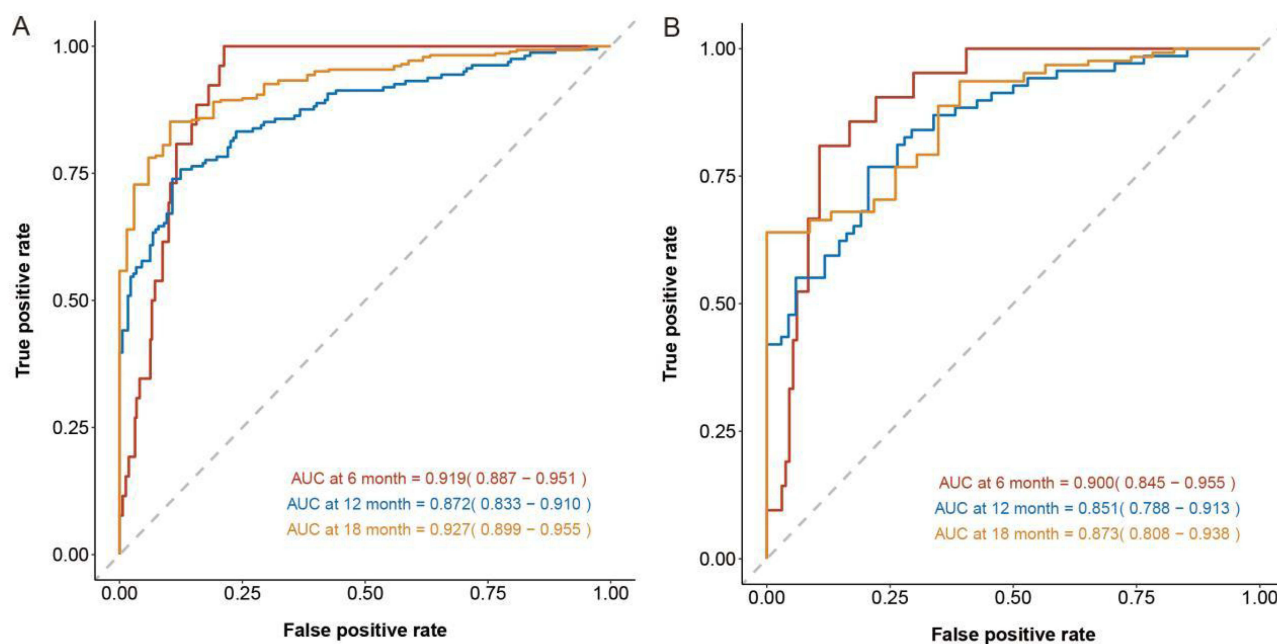 A
1.00
0.75
0.50
0.25
0.00
True positive rate
AUC at 6 month = 0.919( 0.887 − 0.951 )
AUC at 12 month = 0.872( 0.833 − 0.910 )
AUC at 18 month = 0.927( 0.899 − 0.955 )
0.00 0.25 0.50 0.75 1.00
False positive rate
B
1.00
0.75
0.50
0.25
0.00
True positive rate
AUC at 6 month = 0.900( 0.845 − 0.955 )
AUC at 12 month = 0.851( 0.788 − 0.913 )
AUC at 18 month = 0.873( 0.808 − 0.938 )
0.00 0.25 0.50 0.75 1.00
False positive rate